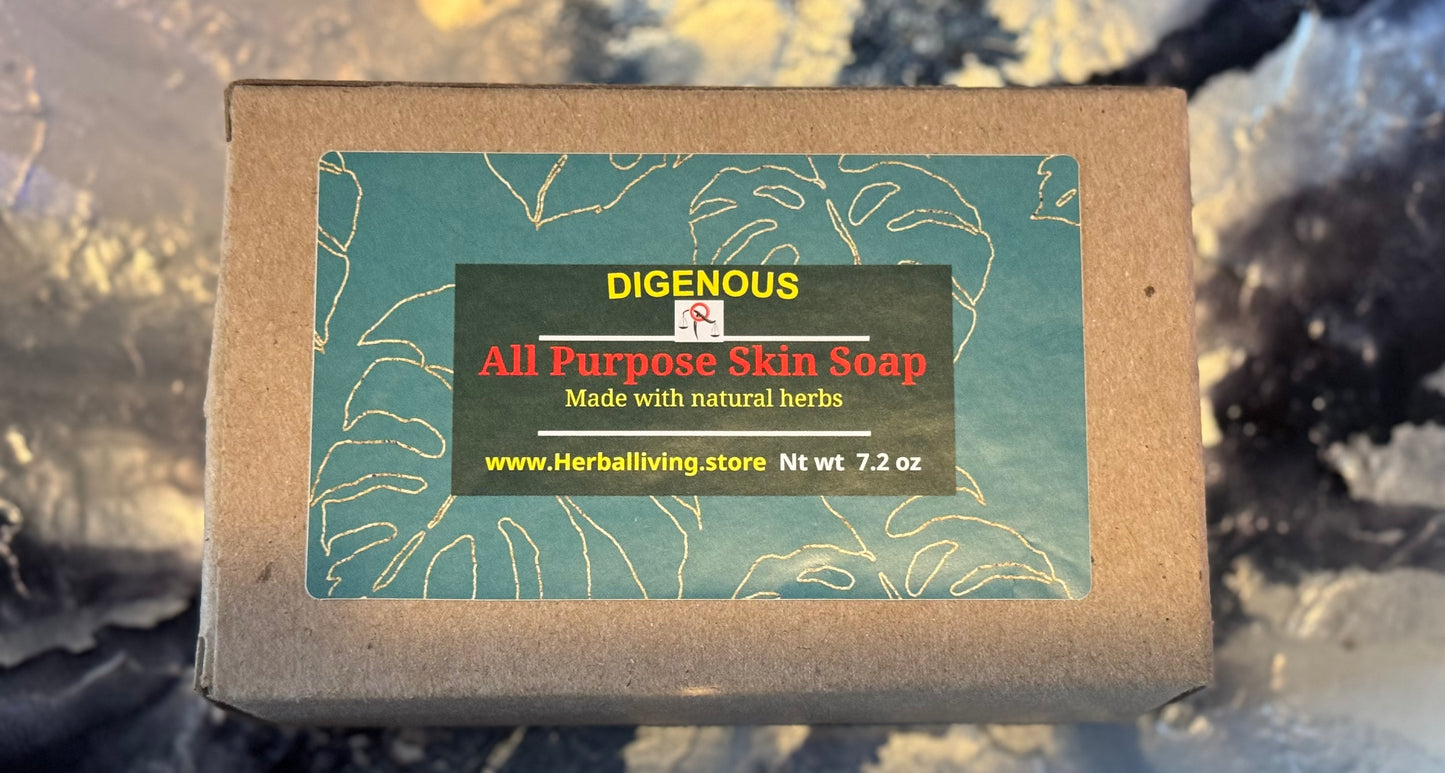 DIGENOUS
All Purpose Skin Soap
Made with natural herbs
www.Herballiving.store Nt wt 7.2 oz